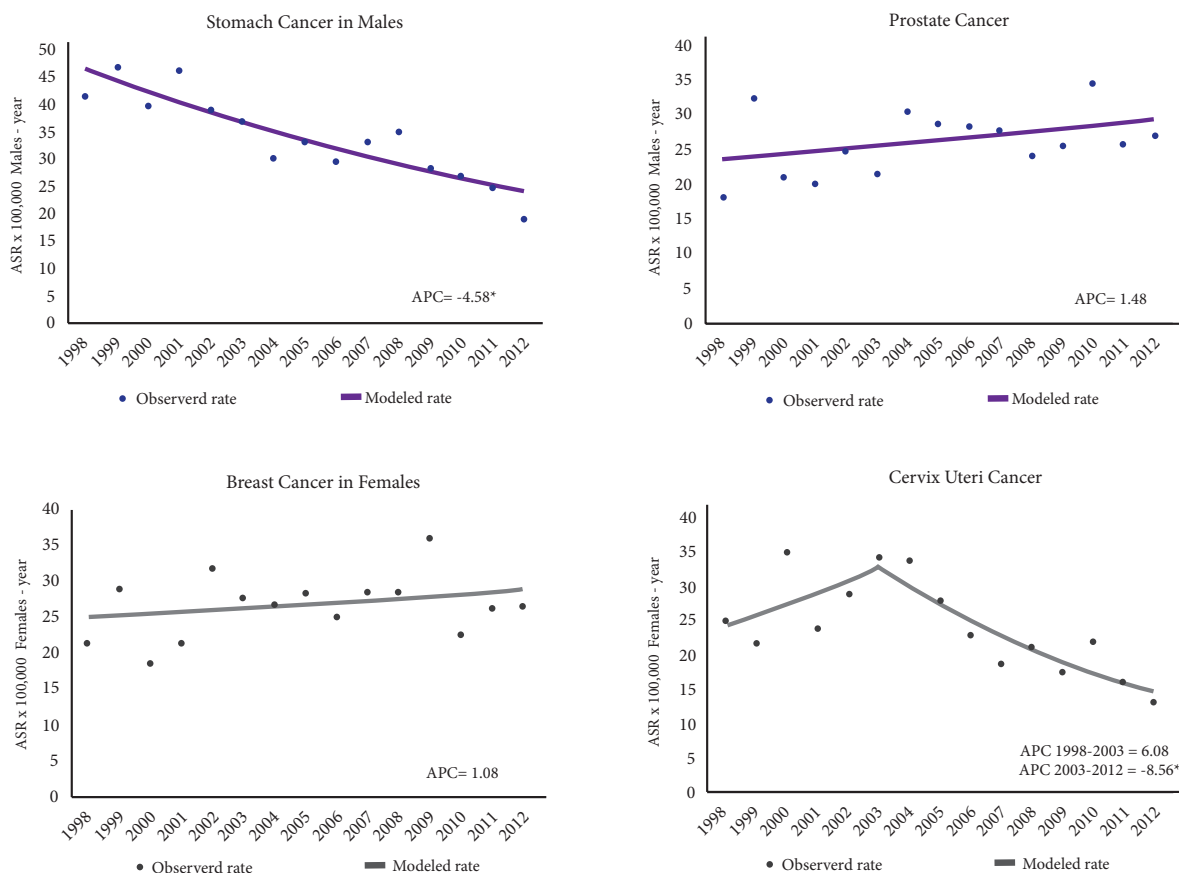 Stomach Cancer in Males
ASR x 100,000 Males - year
50
45
40
35
30
25
20
15
10
5
0
APC= -4.58*
1998 1999 2000 2001 2002 2003 2004 2005 2006 2007 2008 2009 2010 2011 2012
Observerd rate Modeled rate
Prostate Cancer
ASR x 100,000 Males - year
40
35
30
25
20
15
10
5
0
APC= 1.48
1998 1999 2000 2001 2002 2003 2004 2005 2006 2007 2008 2009 2010 2011 2012
Observerd rate Modeled rate
Breast Cancer in Females
ASR x 100,000 Females - year
40
35
30
25
20
15
10
5
0
APC= 1.08
1998 1999 2000 2001 2002 2003 2004 2005 2006 2007 2008 2009 2010 2011 2012
Observerd rate Modeled rate
Cervix Uteri Cancer
ASR x 100,000 Females - year
40
35
30
25
20
15
10
5
0
APC 1998-2003 = 6.08
APC 2003-2012 = -8.56*
1998 1999 2000 2001 2002 2003 2004 2005 2006 2007 2008 2009 2010 2011 2012
Observerd rate Modeled rate